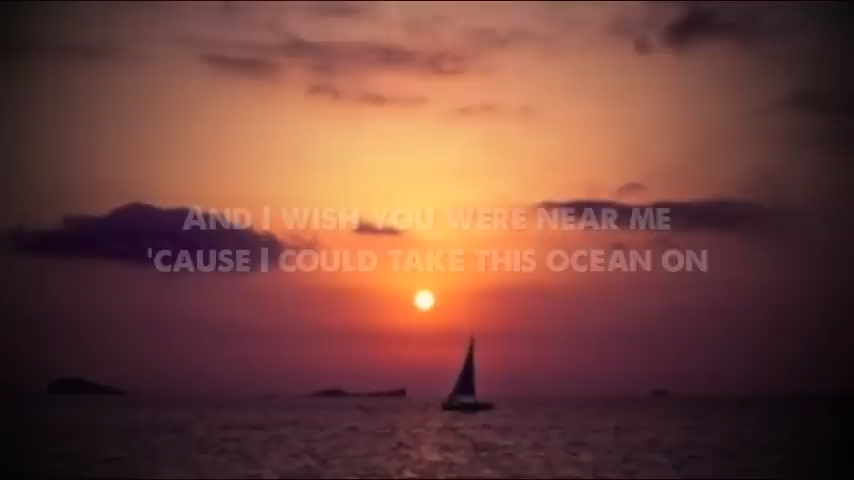 AND I WISH YOU WERE NEAR ME
'CAUSE I COULD TAKE THIS OCEAN ON